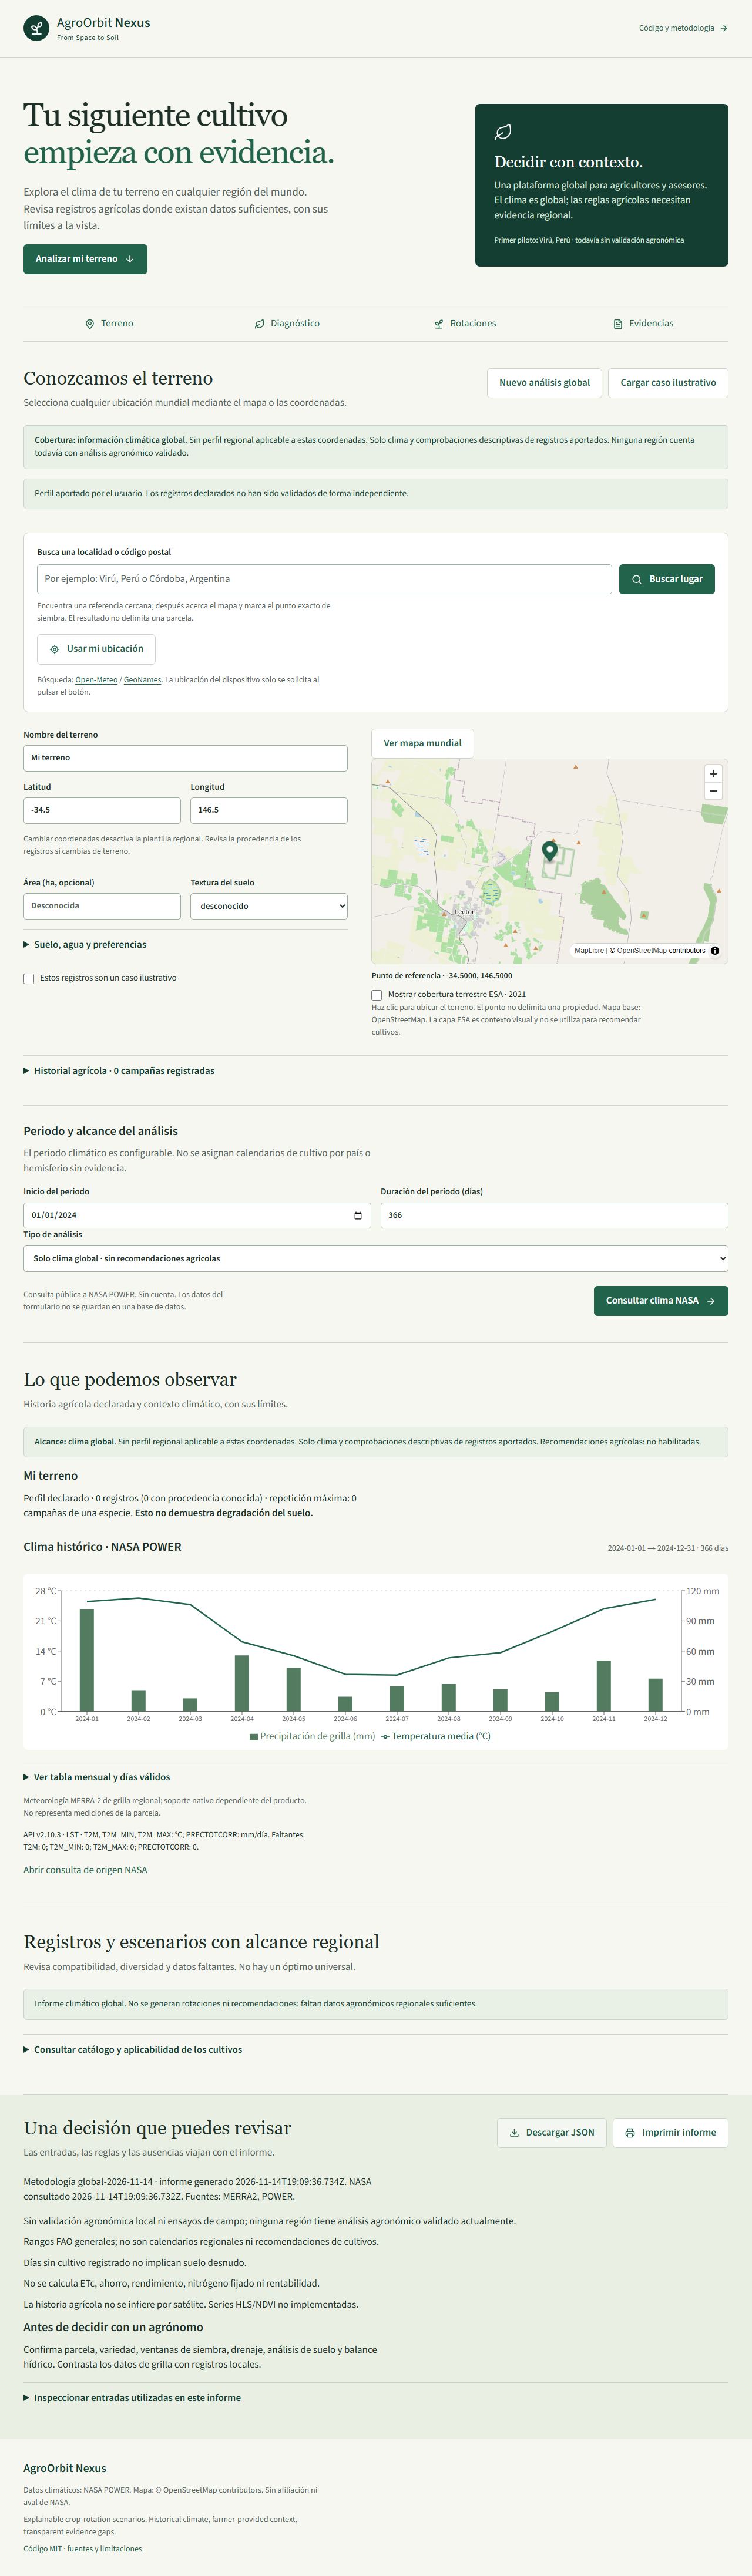 AgroOrbit Nexus
From Space to Soil
Código y metodología
Tu siguiente cultivo
empieza con evidencia.
Explora el clima de tu terreno en cualquier región del mundo.
Revisa registros agrícolas donde existan datos suficientes, con sus
límites a la vista.
Analizar mi terreno
Decidir con contexto.
Una plataforma global para agricultores y asesores.
El clima es global; las reglas agrícolas necesitan
evidencia regional.
Primer piloto: Virú, Perú · todavía sin validación agronómica
Terreno
Diagnóstico
Rotaciones
Evidencias
Conozcamos el terreno
Selecciona cualquier ubicación mundial mediante el mapa o las coordenadas.
Nuevo análisis global
Cargar caso ilustrativo
Cobertura: información climática global. Sin perfil regional aplicable a estas coordenadas. Solo clima y comprobaciones descriptivas de registros aportados. Ninguna región cuenta
todavía con análisis agronómico validado.
Perfil aportado por el usuario. Los registros declarados no han sido validados de forma independiente.
Busca una localidad o código postal
Por ejemplo: Virú, Perú o Córdoba, Argentina
Buscar lugar
Encuentra una referencia cercana; después acerca el mapa y marca el punto exacto de
siembra. El resultado no delimita una parcela.
Usar mi ubicación
Búsqueda: Open-Meteo / GeoNames. La ubicación del dispositivo solo se solicita al
pulsar el botón.
Nombre del terreno
Mi terreno
Latitud
Longitud
-34.5
146.5
Cambiar coordenadas desactiva la plantilla regional. Revisa la procedencia de los
registros si cambias de terreno.
Área (ha, opcional)
Textura del suelo
Desconocida
desconocido
Suelo, agua y preferencias
Estos registros son un caso ilustrativo
Ver mapa mundial
Leeton
MapLibre | © OpenStreetMap contributors
Punto de referencia · -34.5000, 146.5000
Mostrar cobertura terrestre ESA · 2021
Haz clic para ubicar el terreno. El punto no delimita una propiedad. Mapa base:
OpenStreetMap. La capa ESA es contexto visual y no se utiliza para recomendar
cultivos.
Historial agrícola · 0 campañas registradas
Periodo y alcance del análisis
El periodo climático es configurable. No se asignan calendarios de cultivo por país o
hemisferio sin evidencia.
Inicio del periodo
Duración del periodo (días)
01/01/2024
366
Tipo de análisis
Solo clima global · sin recomendaciones agrícolas
Consulta pública a NASA POWER. Sin cuenta. Los datos del
formulario no se guardan en una base de datos.
Consultar clima NASA
Lo que podemos observar
Historia agrícola declarada y contexto climático, con sus límites.
Alcance: clima global. Sin perfil regional aplicable a estas coordenadas. Solo clima y comprobaciones descriptivas de registros aportados. Recomendaciones agrícolas: no habilitadas.
Mi terreno
Perfil declarado · 0 registros (0 con procedencia conocida) · repetición máxima: 0
campañas de una especie. Esto no demuestra degradación del suelo.
Clima histórico · NASA POWER
2024-01-01 → 2024-12-31 · 366 días
28 °C
21 °C
14 °C
7 °C
0 °C
120 mm
90 mm
60 mm
30 mm
0 mm
2024-01 2024-02 2024-03 2024-04 2024-05 2024-06 2024-07 2024-08 2024-09 2024-10 2024-11 2024-12
Precipitación de grilla (mm) Temperatura media (°C)
Ver tabla mensual y días válidos
Meteorología MERRA-2 de grilla regional; soporte nativo dependiente del producto.
No representa mediciones de la parcela.
API v2.10.3 · LST · T2M, T2M_MIN, T2M_MAX: °C; PRECTOTCORR: mm/día. Faltantes:
T2M: 0; T2M_MIN: 0; T2M_MAX: 0; PRECTOTCORR: 0.
Abrir consulta de origen NASA
Registros y escenarios con alcance regional
Revisa compatibilidad, diversidad y datos faltantes. No hay un óptimo universal.
Informe climático global. No se generan rotaciones ni recomendaciones: faltan datos agronómicos regionales suficientes.
Consultar catálogo y aplicabilidad de los cultivos
Una decisión que puedes revisar
Las entradas, las reglas y las ausencias viajan con el informe.
Descargar JSON
Imprimir informe
Metodología global-2026-11-14 · informe generado 2026-11-14T19:09:36.734Z. NASA
consultado 2026-11-14T19:09:36.732Z. Fuentes: MERRA2, POWER.
Sin validación agronómica local ni ensayos de campo; ninguna región tiene análisis agronómico validado actualmente.
Rangos FAO generales; no son calendarios regionales ni recomendaciones de cultivos.
Días sin cultivo registrado no implican suelo desnudo.
No se calcula ETc, ahorro, rendimiento, nitrógeno fijado ni rentabilidad.
La historia agrícola no se infiere por satélite. Series HLS/NDVI no implementadas.
Antes de decidir con un agrónomo
Confirma parcela, variedad, ventanas de siembra, drenaje, análisis de suelo y balance
hídrico. Contrasta los datos de grilla con registros locales.
Inspeccionar entradas utilizadas en este informe
AgroOrbit Nexus
Datos climáticos: NASA POWER. Mapa: © OpenStreetMap contributors. Sin afiliación ni
aval de NASA.
Explainable crop-rotation scenarios. Historical climate, farmer-provided context,
transparent evidence gaps.
Código MIT · fuentes y limitaciones